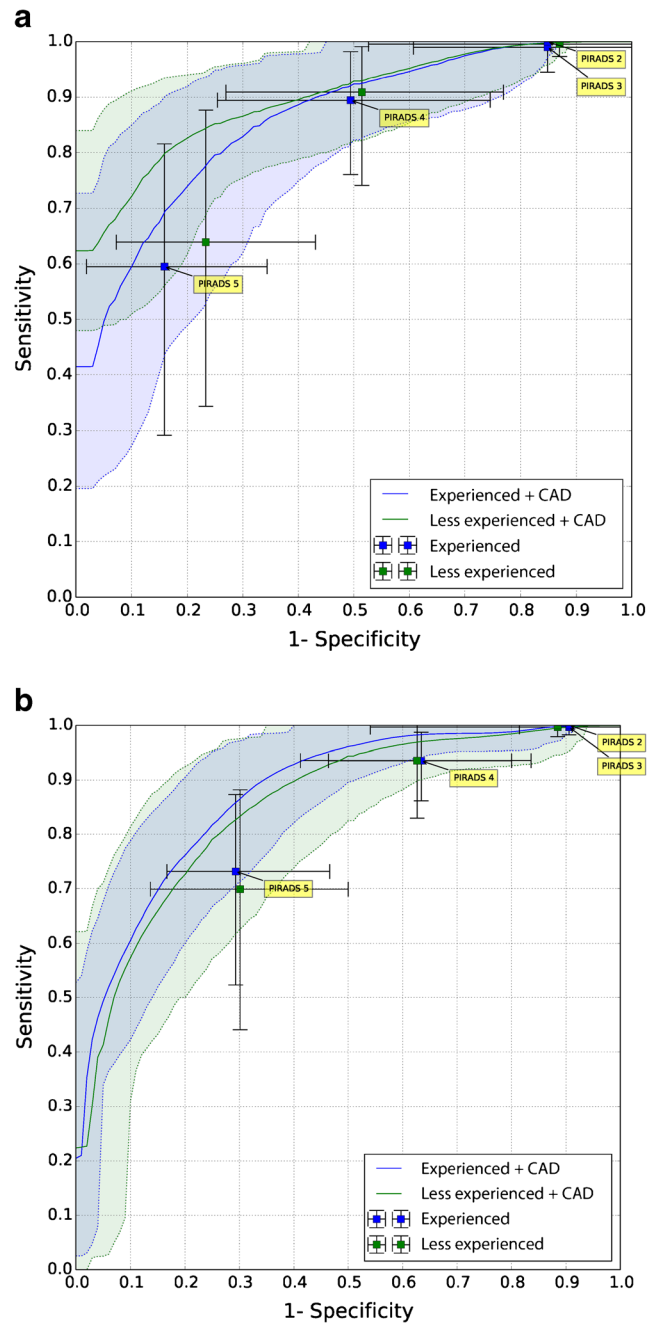 a
1.0
PIRADS 2
PIRADS 3
0.9
PIRADS 4
0.8
0.7
0.6
PIRADS 5
0.5
0.4
0.3
0.2
0.1
0.0
Sensitivity
Experienced + CAD
Less experienced + CAD
Experienced
Less experienced
0.0 0.1 0.2 0.3 0.4 0.5 0.6 0.7 0.8 0.9 1.0
1- Specificity
b
1.0
PIRADS 2
PIRADS 3
0.9
PIRADS 4
0.8
0.7
PIRADS 5
0.6
0.5
0.4
0.3
0.2
0.1
0.0
Sensitivity
Experienced + CAD
Less experienced + CAD
Experienced
Less experienced
0.0 0.1 0.2 0.3 0.4 0.5 0.6 0.7 0.8 0.9 1.0
1- Specificity